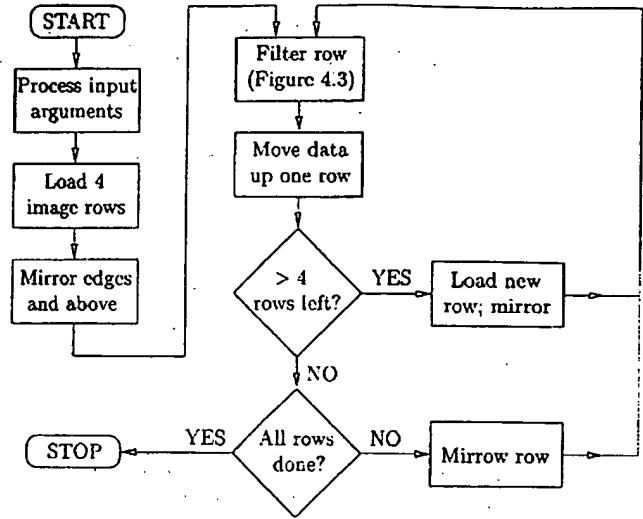 START
Process input
arguments
Load 4
image rows
Mirror edges
and above
Filter row
(Figure 4.3)
Move data
up one row
> 4
rows left?
YES
Load new
row; mirror
NO
All rows
done?
YES
STOP
NO
Mirrow row